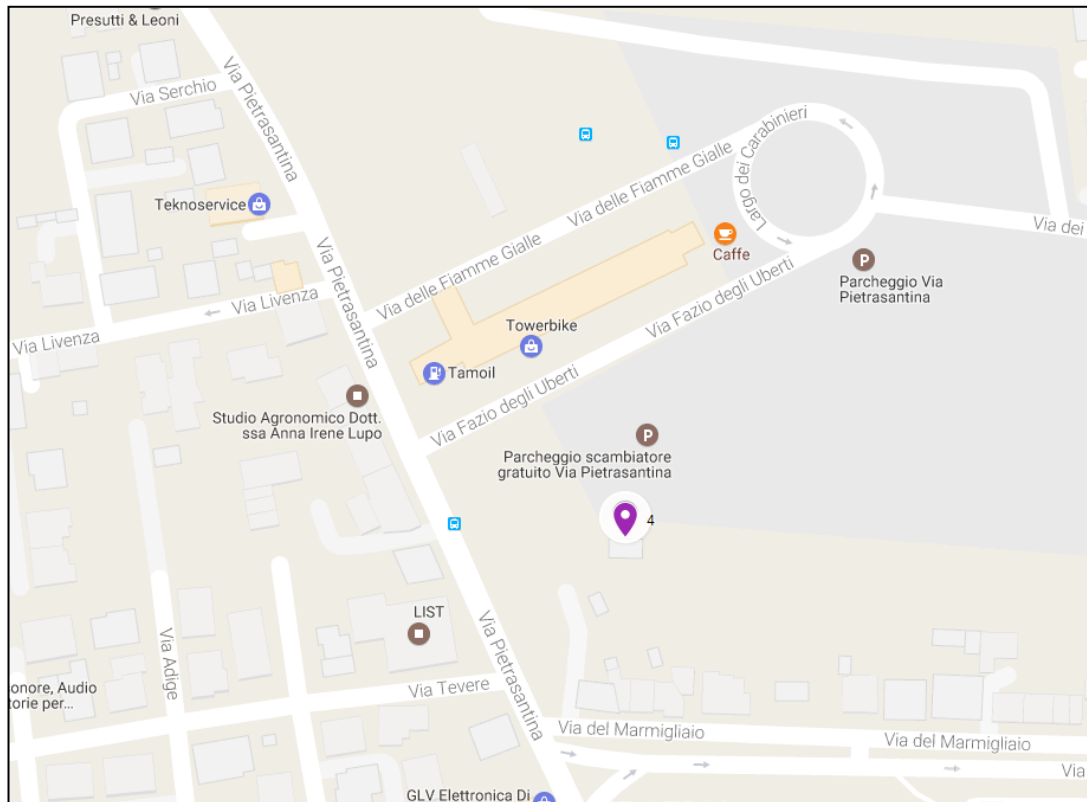 Presutti & Leoni
Via Serchio
Via Pietrasantina
Largo dei Carabinieri
Via delle Fiamme Gialle
Teknoservice
Via dei
Via delle Fiamme Gialle
Caffe
Via Pietrasantina
Parcheggio Via
Pietrasantina
Via Livenza
Via Livenza
Via Fazio degli Uberti
Towerbike
Tamoil
Via Fazio degli Uberti
Studio Agronomico Dott.
ssa Anna Irene Lupo
P
P
Parcheggio scambiatore
gratuito Via Pietrasantina
4
LIST
Via Pietrasantina
Via Adige
sonore, Audio
torie per...
Via Tevere
Via del Marmigliaio
Via del Marmigliaio
Via
GLV Elettronica Di